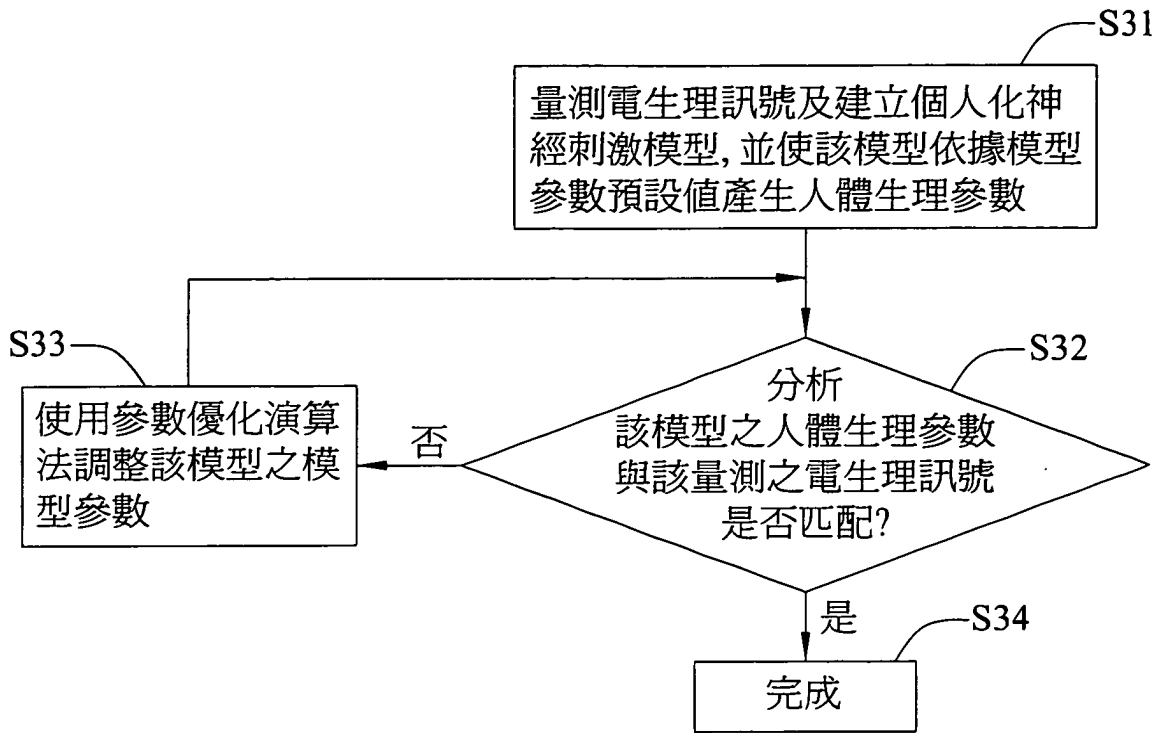 S31
量測電生理訊號及建立個人化神
經刺激模型, 並使該模型依據模型
參數預設值產生人體生理參數
S33
使用參數優化演算
法調整該模型之模
型參數
否
S32
分析
該模型之人體生理參數
與該量測之電生理訊號
是否匹配?
是
S34
完成